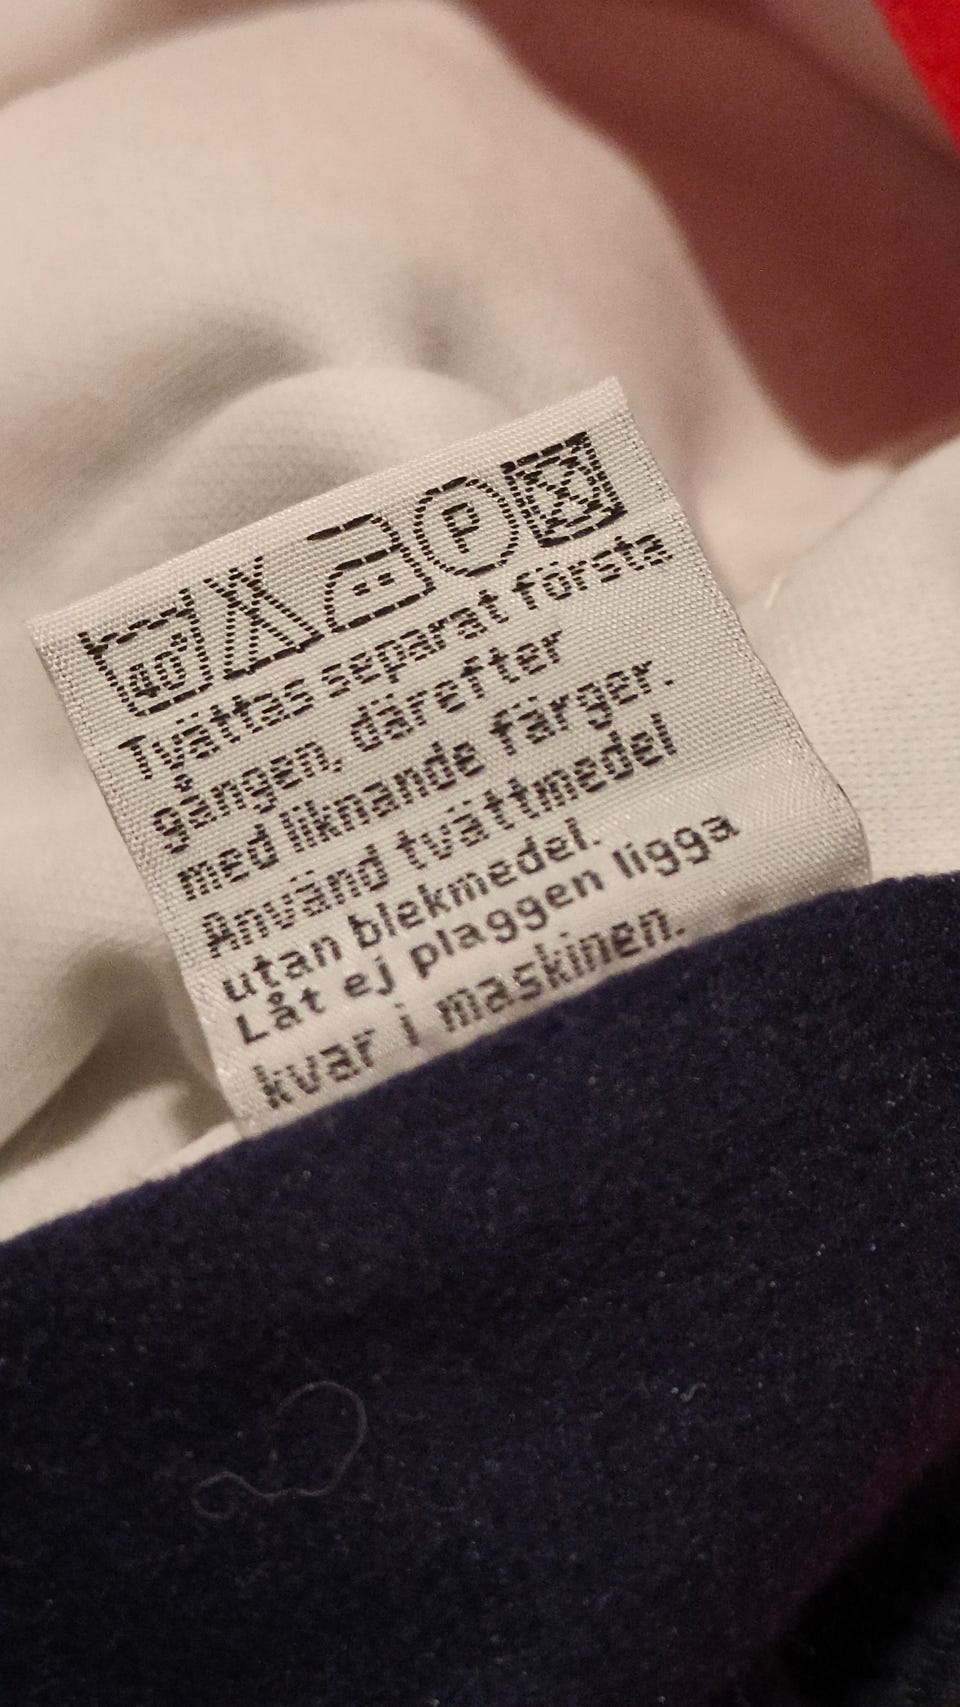 40°
P
Tvättas separat första
gången, därefter
med liknande färger.
Använd tvättmedel
utan blekmedel.
Låt ej plaggen ligga
kvar i maskinen.